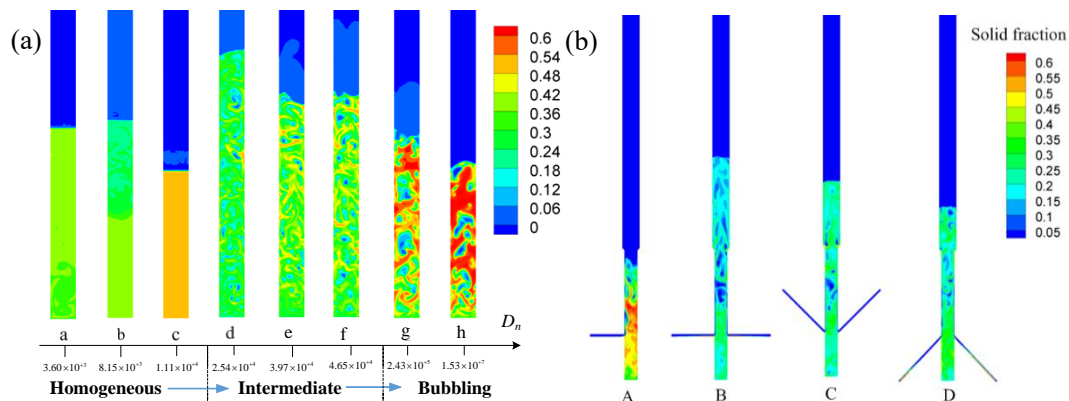 (a)
0.6
0.54
0.48
0.42
0.36
0.3
0.24
0.18
0.12
0.06
0
a b c d e f g h
Dₙ
3.60×10⁺³ 8.15×10⁺³ 1.11×10⁺⁴ 2.54×10⁺⁴ 3.97×10⁺⁴ 4.65×10⁺⁴ 2.43×10⁺⁵ 1.53×10⁺⁷
Homogeneous Intermediate Bubbling
(b)
Solid fraction
0.6
0.55
0.5
0.45
0.4
0.35
0.3
0.25
0.2
0.15
0.1
0.05
A B C D